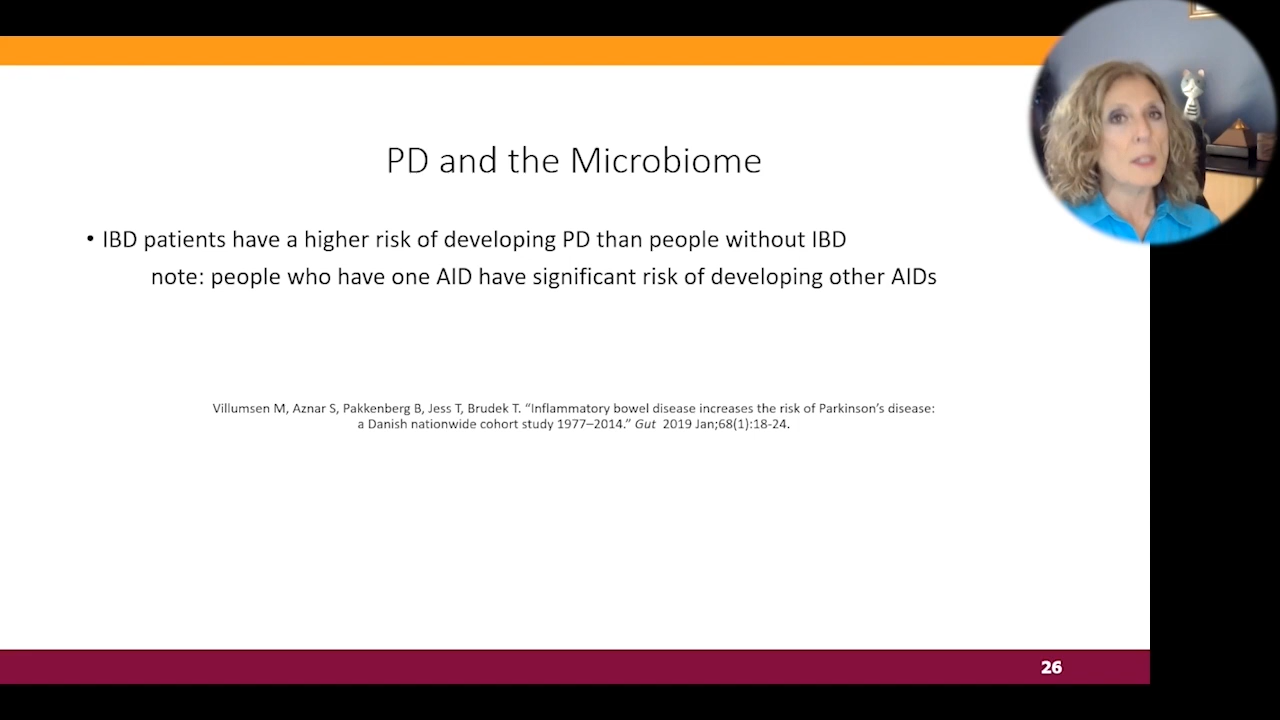 PD and the Microbiome
• IBD patients have a higher risk of developing PD than people without IBD
note: people who have one AID have significant risk of developing other AIDs
Villumsen M, Aznar S, Pakkenberg B, Jess T, Brudek T. “Inflammatory bowel disease increases the risk of Parkinson’s disease:
a Danish nationwide cohort study 1977–2014.” Gut 2019 Jan;68(1):18-24.
26